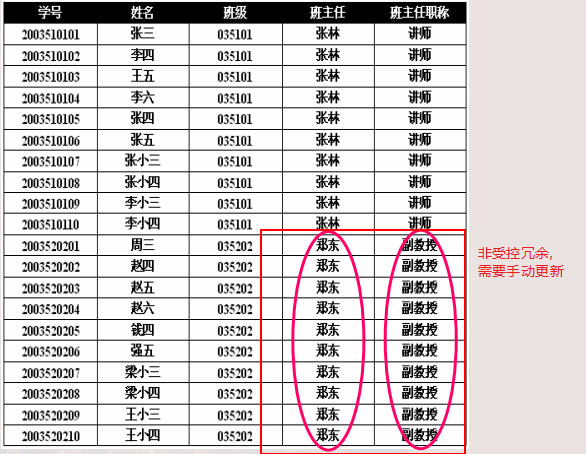 学号 姓名 班级 班主任 班主任职称
2003510101 张三 035101 张林 讲师
2003510102 李四 035101 张林 讲师
2003510103 王五 035101 张林 讲师
2003510104 李六 035101 张林 讲师
2003510105 张四 035101 张林 讲师
2003510106 张五 035101 张林 讲师
2003510107 张小三 035101 张林 讲师
2003510108 张小四 035101 张林 讲师
2003510109 李小三 035101 张林 讲师
2003510110 李小四 035101 张林 讲师
2003520201 周三 035202 郑东 副教授
2003520202 赵四 035202 郑东 副教授
2003520203 赵五 035202 郑东 副教授
2003520204 赵六 035202 郑东 副教授
2003520205 钱四 035202 郑东 副教授
2003520206 强五 035202 郑东 副教授
2003520207 梁小三 035202 郑东 副教授
2003520208 梁小四 035202 郑东 副教授
2003520209 王小三 035202 郑东 副教授
2003520210 王小四 035202 郑东 副教授
非受控冗余,
需要手动更新